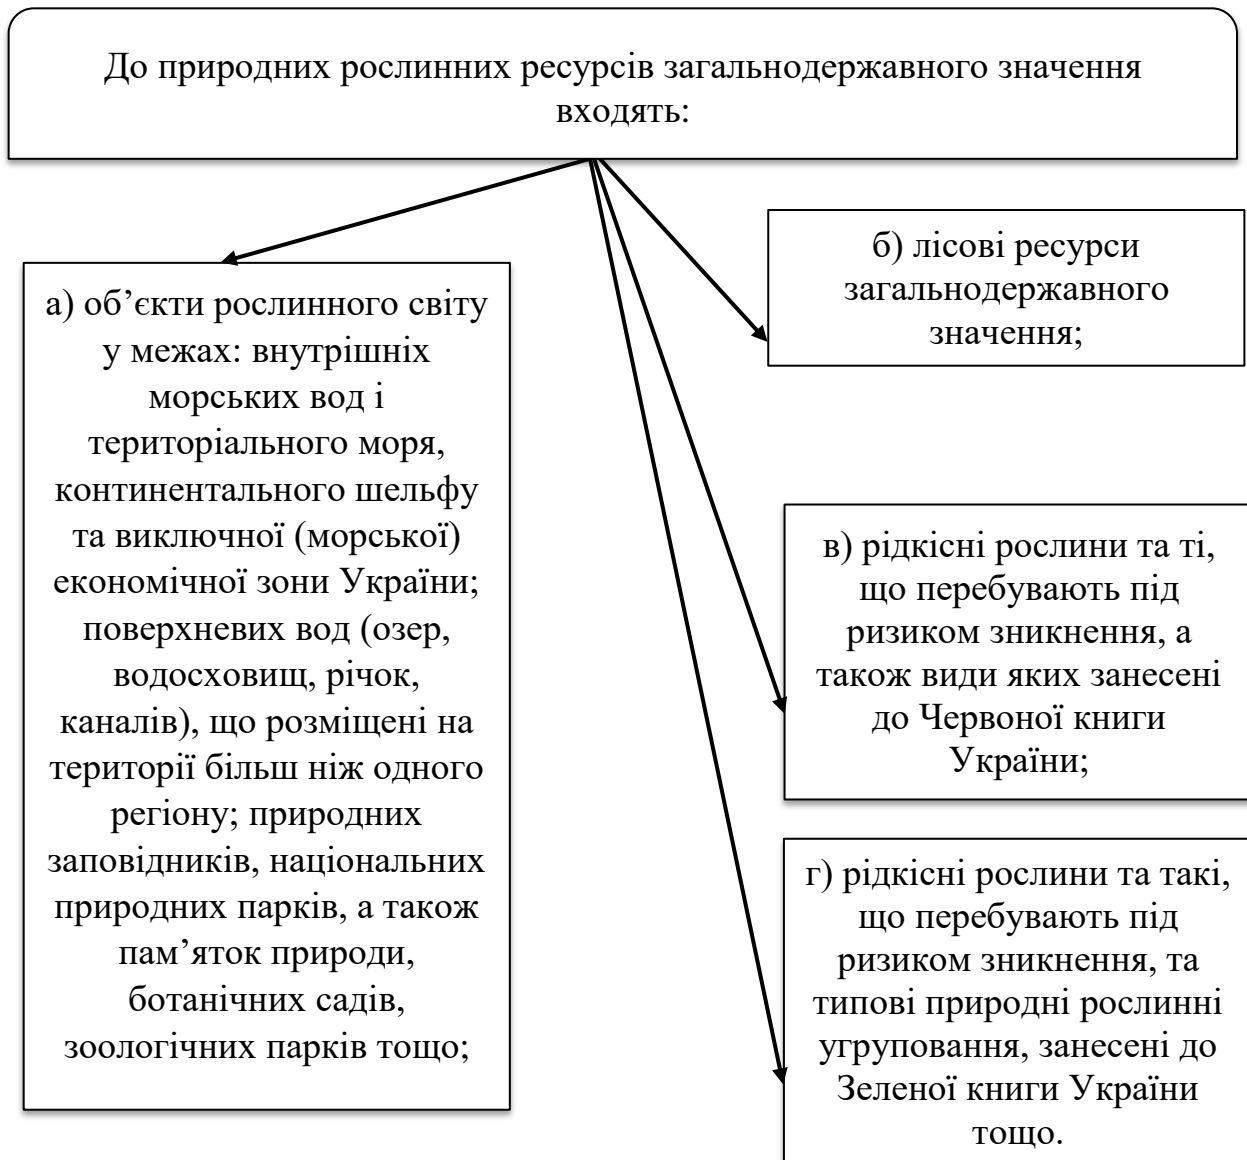 До природних рослинних ресурсів загальнодержавного значення
входять:
а) об’єкти рослинного світу
у межах: внутрішніх
морських вод і
територіального моря,
континентального шельфу
та виключної (морської)
економічної зони України;
поверхневих вод (озер,
водосховищ, річок,
каналів), що розміщені на
території більш ніж одного
регіону; природних
заповідників, національних
природних парків, а також
пам’яток природи,
ботанічних садів,
зоологічних парків тощо;
б) лісові ресурси
загальнодержавного
значення;
в) рідкісні рослини та ті,
що перебувають під
ризиком зникнення, а
також види яких занесені
до Червоної книги
України;
г) рідкісні рослини та такі,
що перебувають під
ризиком зникнення, та
типові природні рослинні
угруповання, занесені до
Зеленої книги України
тощо.